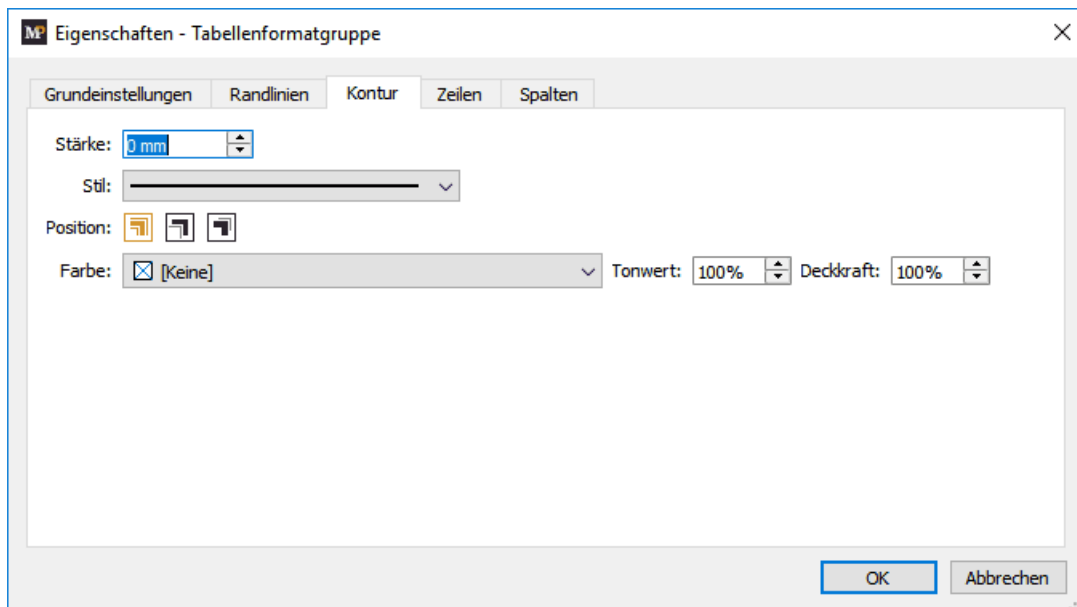 MP Eigenschaften - Tabellenformatgruppe
Grundeinstellungen Randlinien Kontur Zeilen Spalten
Stärke: 0 mm
Stil:
Position:
Farbe: [Keine] Tonwert: 100% Deckkraft: 100%
OK Abbrechen